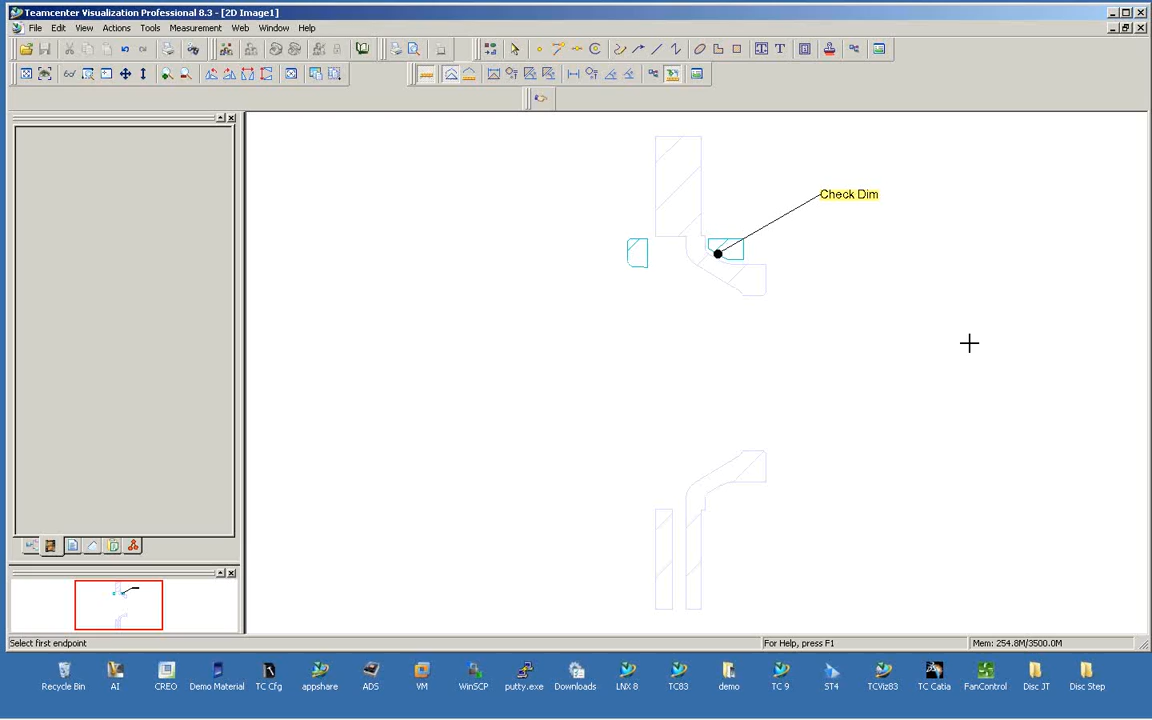 Teamcenter Visualization Professional 8.3 - [2D Image1]
File Edit View Actions Tools Measurement Web Window Help
Check Dim
Select first endpoint
For Help, press F1
Mem: 254.8M/3500.0M
Recycle Bin AI CREO Demo Material TC Cfg appshare ADS VM WinSCP putty.exe Downloads LNX 8 TC83 demo TC 9 ST4 TCViz83 TC Catia FanControl Disc JT Disc Step